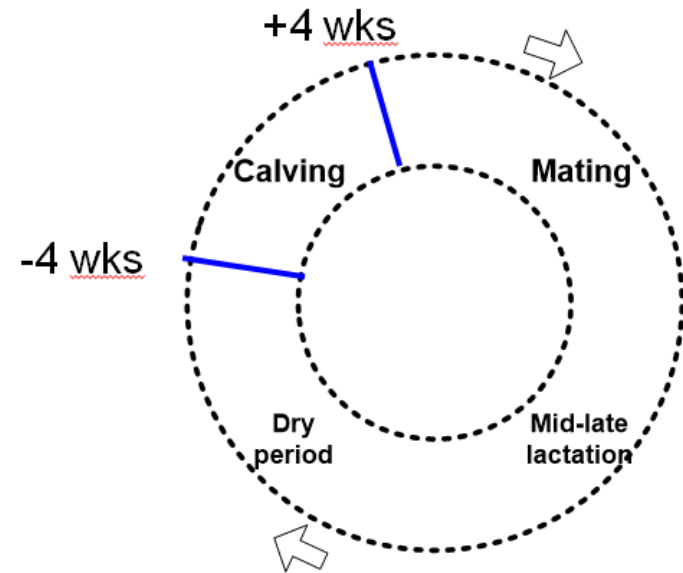 +4 wks
Calving
Mating
-4 wks
Dry
period
Mid-late
lactation